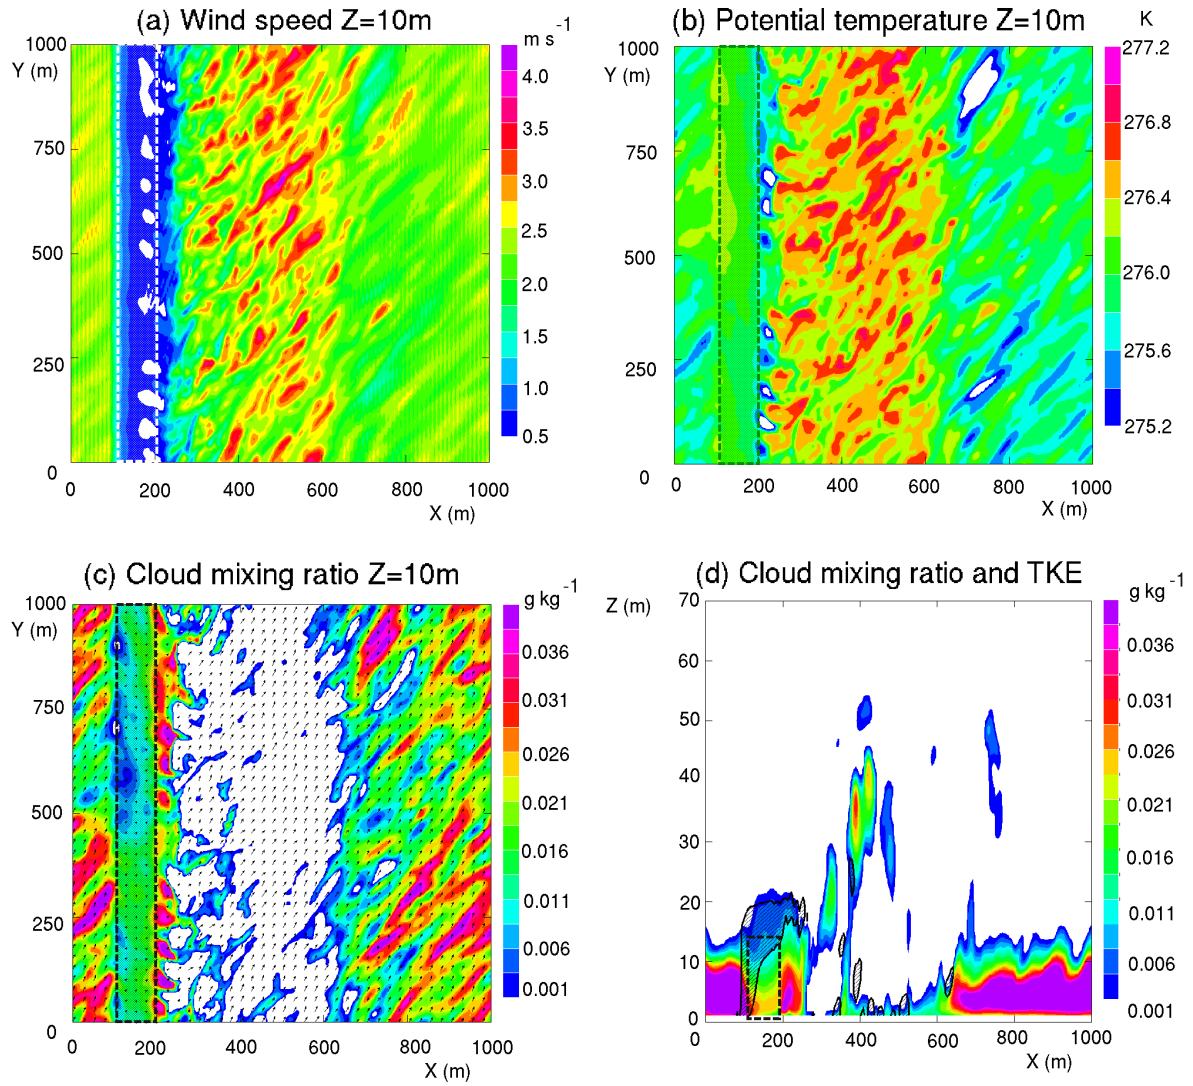 (a) Wind speed Z=10m
m s⁻¹
Y (m)
1000
750
500
250
0
0 200 400 600 800 1000
X (m)
4.0
3.5
3.0
2.5
2.0
1.5
1.0
0.5
(b) Potential temperature Z=10m
K
Y (m)
1000
750
500
250
0
0 200 400 600 800 1000
X (m)
277.2
276.8
276.4
276.0
275.6
275.2
(c) Cloud mixing ratio Z=10m
g kg⁻¹
Y (m)
1000
750
500
250
0
0 200 400 600 800 1000
X (m)
0.036
0.031
0.026
0.021
0.016
0.011
0.006
0.001
(d) Cloud mixing ratio and TKE
g kg⁻¹
Z (m)
70
60
50
40
30
20
10
0
200 400 600 800 1000
X (m)
0.036
0.031
0.026
0.021
0.016
0.011
0.006
0.001